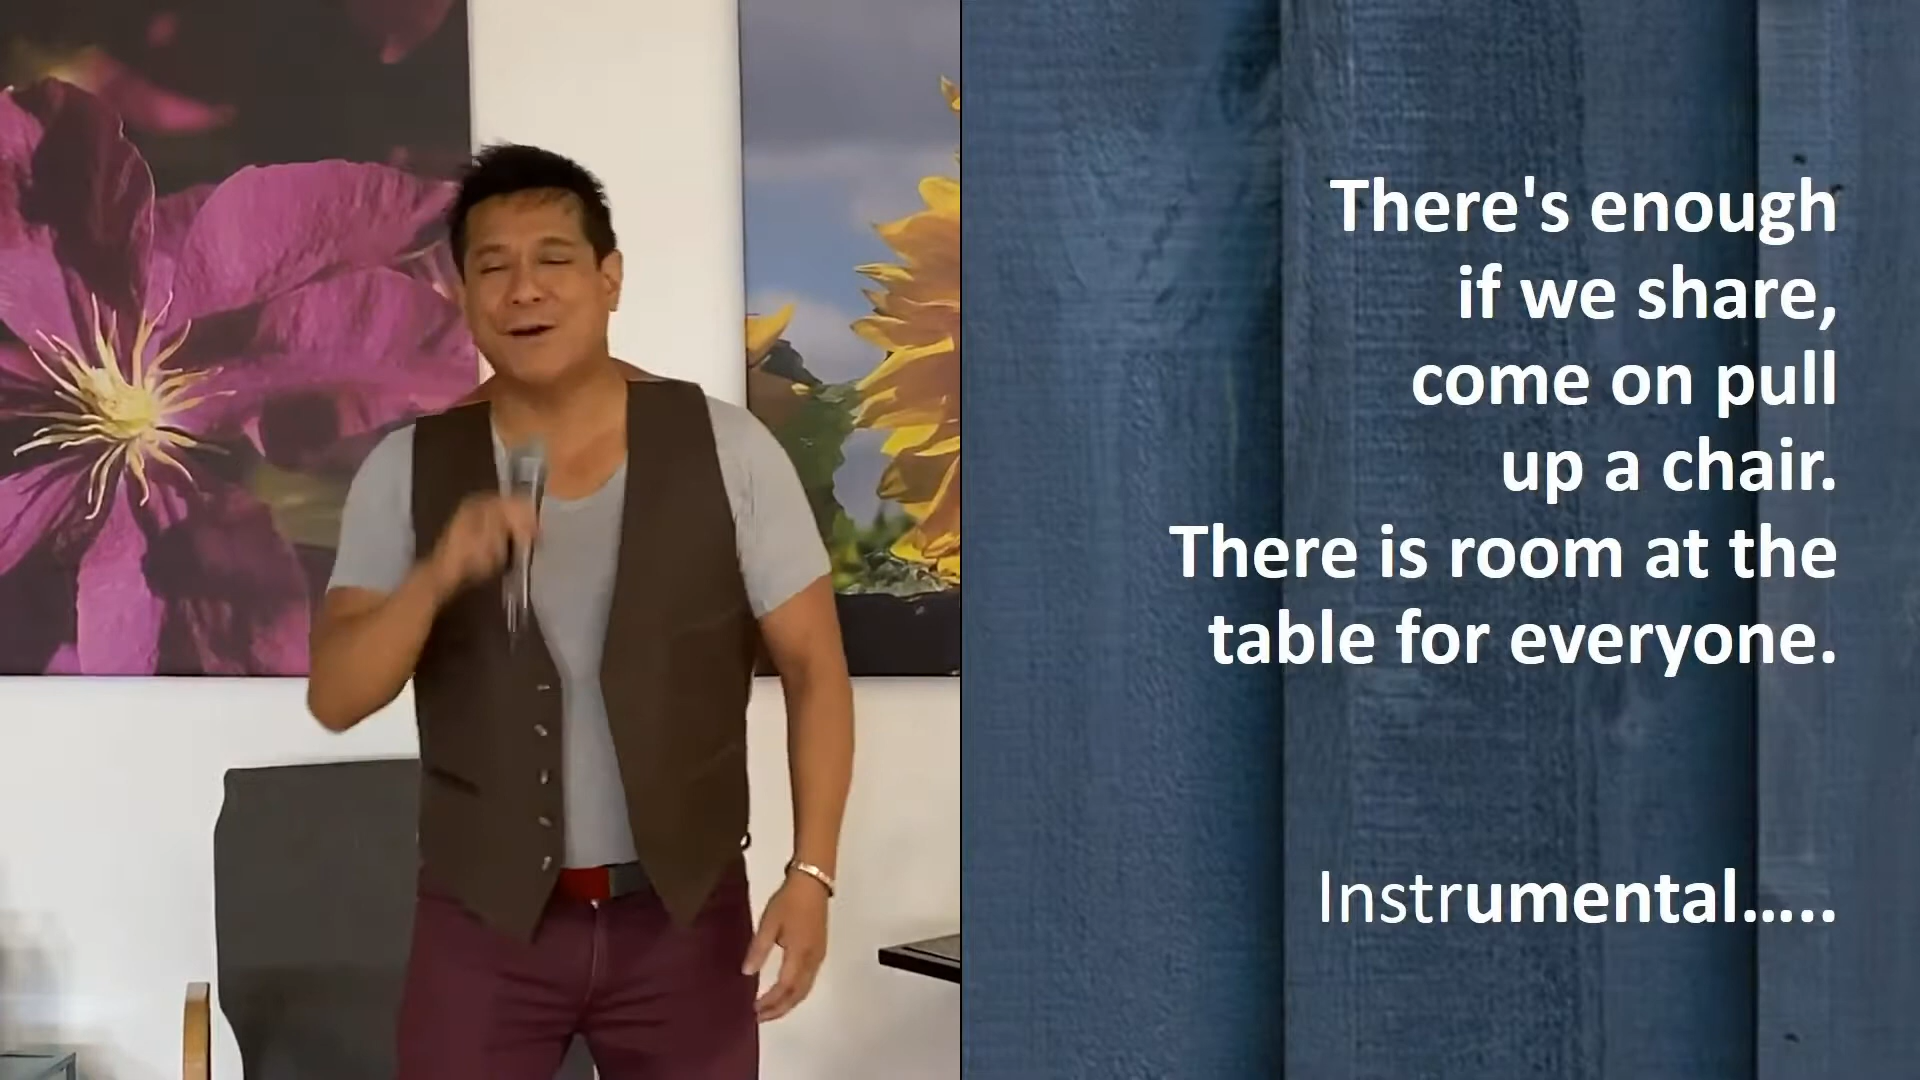 There's enough
if we share,
come on pull
up a chair.
There is room at the
table for everyone.
Instrumental.....